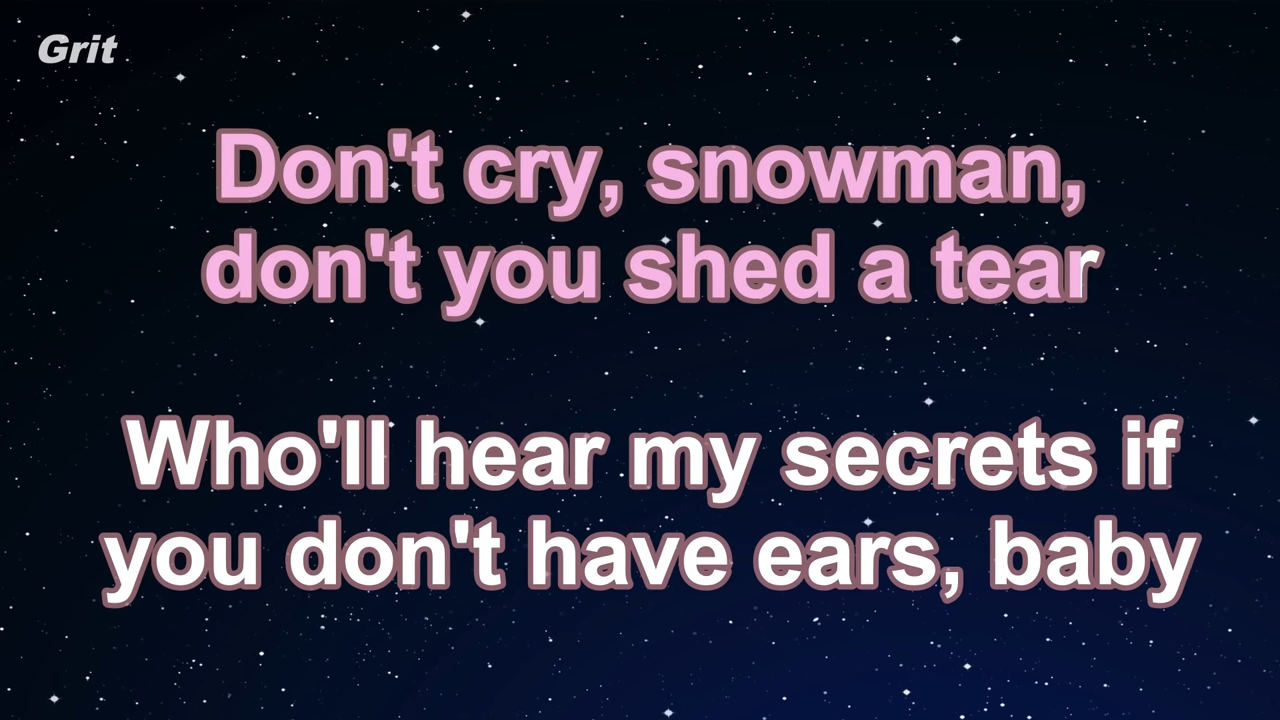 Grit
Don't cry, snowman,
don't you shed a tear
Who'll hear my secrets if
you don't have ears, baby